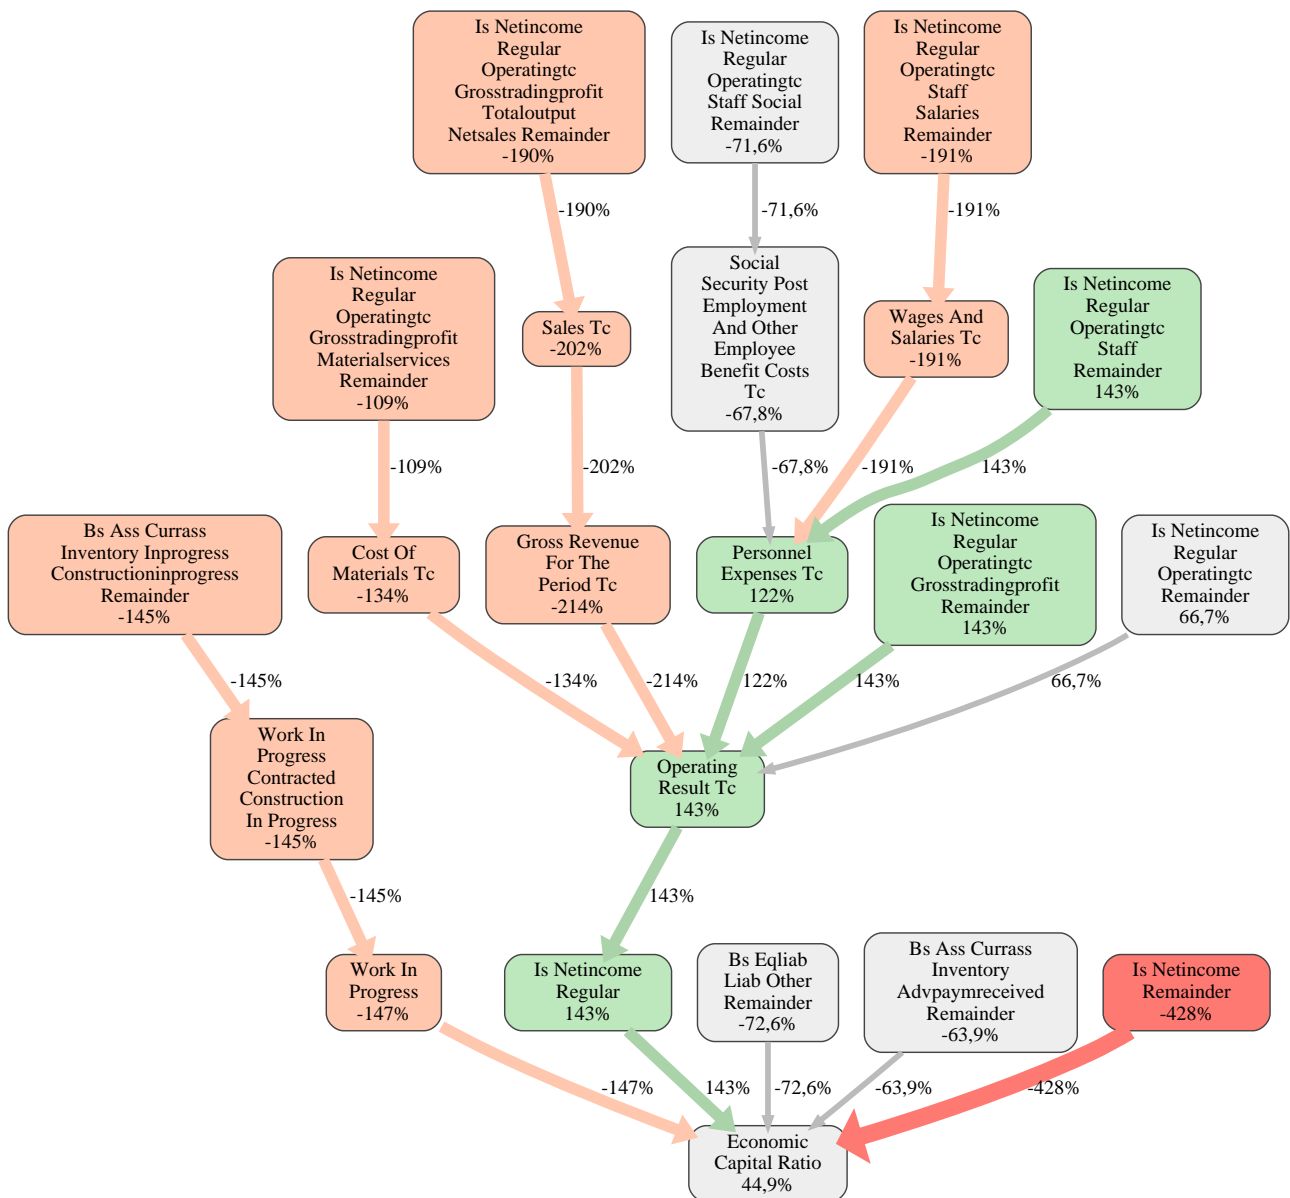 Is Netincome
Regular
Operatingtc
Grosstradingprofit
Totaloutput
Netsales Remainder
-190%
Is Netincome
Regular
Operatingtc
Staff Social
Remainder
-71,6%
Is Netincome
Regular
Operatingtc
Staff
Salaries
Remainder
-191%
-190%
-71,6%
-191%
Is Netincome
Regular
Operatingtc
Grosstradingprofit
Materialservices
Remainder
-109%
Sales Tc
-202%
Social
Security Post
Employment
And Other
Employee
Benefit Costs
Tc
-67,8%
Wages And
Salaries Tc
-191%
Is Netincome
Regular
Operatingtc
Staff
Remainder
143%
-109%
-202%
-67,8%
-191%
143%
Bs Ass Currass
Inventory Inprogress
Constructioninprogress
Remainder
-145%
Cost Of
Materials Tc
-134%
Gross Revenue
For The
Period Tc
-214%
Personnel
Expenses Tc
122%
Is Netincome
Regular
Operatingtc
Grosstradingprofit
Remainder
143%
Is Netincome
Regular
Operatingtc
Remainder
66,7%
-145%
-134%
-214%
122%
143%
66,7%
Work In
Progress
Contracted
Construction
In Progress
-145%
Operating
Result Tc
143%
-145%
143%
Work In
Progress
-147%
Is Netincome
Regular
143%
Bs Eqliab
Liab Other
Remainder
-72,6%
Bs Ass Currass
Inventory
Advpaymreceived
Remainder
-63,9%
Is Netincome
Remainder
-428%
-147%
143%
-72,6%
-63,9%
-428%
Economic
Capital Ratio
44,9%